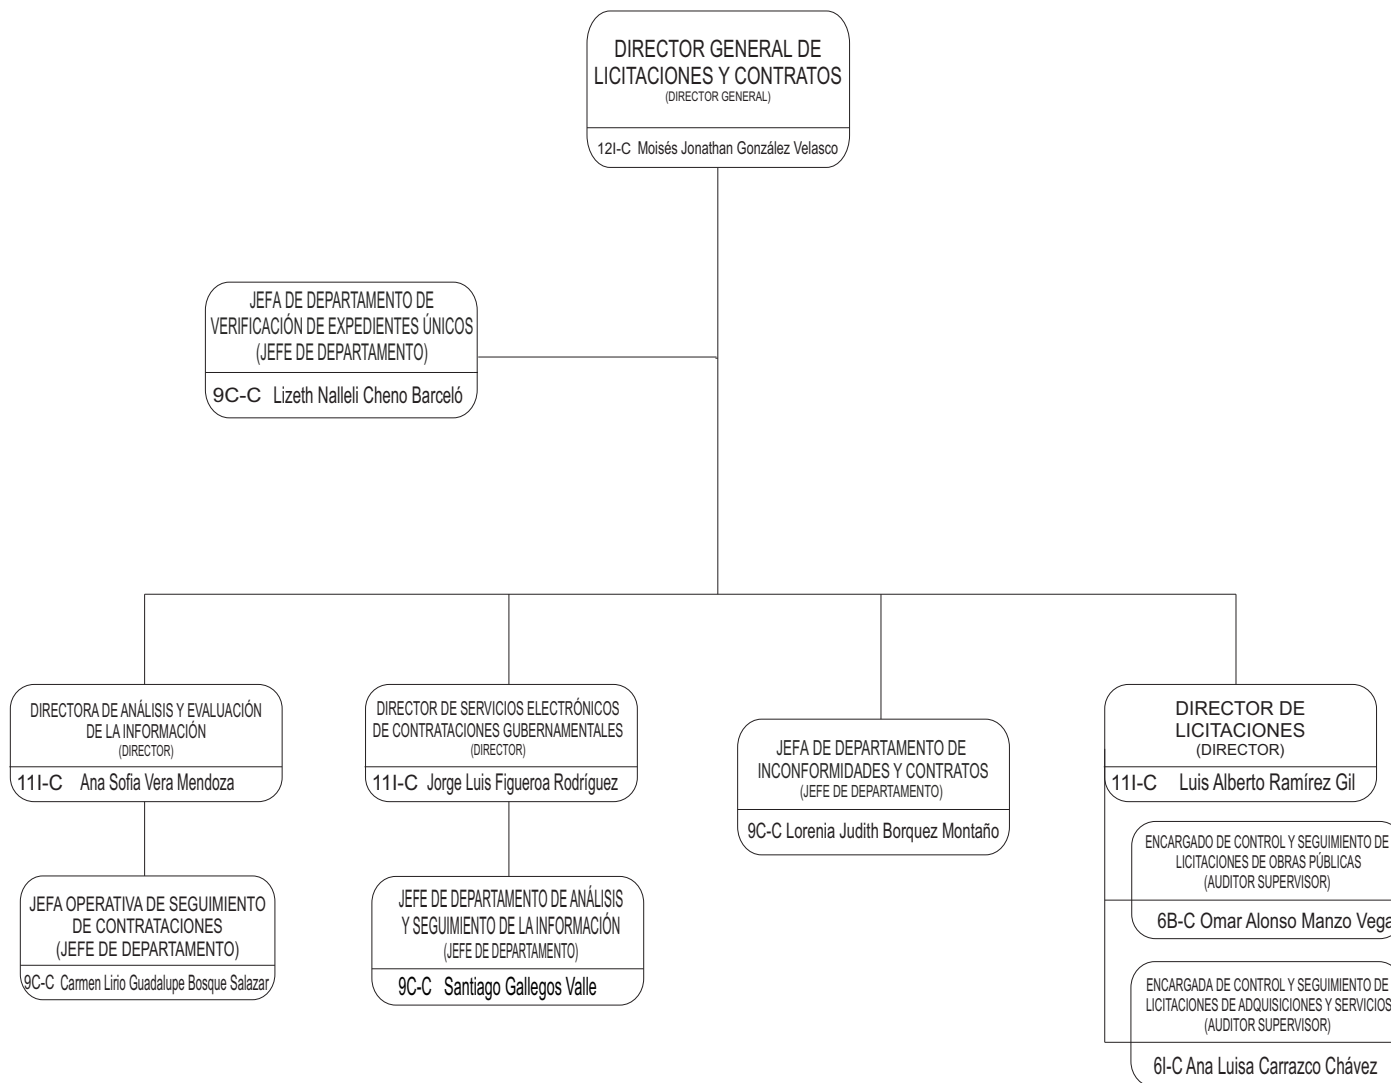 DIRECTOR GENERAL DE
LICITACIONES Y CONTRATOS
(DIRECTOR GENERAL)
12I-C Moisés Jonathan González Velasco
JEFA DE DEPARTAMENTO DE
VERIFICACIÓN DE EXPEDIENTES ÚNICOS
(JEFE DE DEPARTAMENTO)
9C-C Lizeth Nalleli Cheno Barceló
DIRECTORA DE ANÁLISIS Y EVALUACIÓN
DE LA INFORMACIÓN
(DIRECTOR)
11I-C Ana Sofia Vera Mendoza
DIRECTOR DE SERVICIOS ELECTRÓNICOS
DE CONTRATACIONES GUBERNAMENTALES
(DIRECTOR)
11I-C Jorge Luis Figueroa Rodríguez
JEFA DE DEPARTAMENTO DE
INCONFORMIDADES Y CONTRATOS
(JEFE DE DEPARTAMENTO)
9C-C Lorenia Judith Borquez Montaño
DIRECTOR DE
LICITACIONES
(DIRECTOR)
11I-C Luis Alberto Ramírez Gil
JEFA OPERATIVA DE SEGUIMIENTO
DE CONTRATACIONES
(JEFE DE DEPARTAMENTO)
9C-C Carmen Lirio Guadalupe Bosque Salazar
JEFE DE DEPARTAMENTO DE ANÁLISIS
Y SEGUIMIENTO DE LA INFORMACIÓN
(JEFE DE DEPARTAMENTO)
9C-C Santiago Gallegos Valle
ENCARGADO DE CONTROL Y SEGUIMIENTO DE
LICITACIONES DE OBRAS PÚBLICAS
(AUDITOR SUPERVISOR)
6B-C Omar Alonso Manzo Vega
ENCARGADA DE CONTROL Y SEGUIMIENTO DE
LICITACIONES DE ADQUISICIONES Y SERVICIOS
(AUDITOR SUPERVISOR)
6I-C Ana Luisa Carrazco Chávez